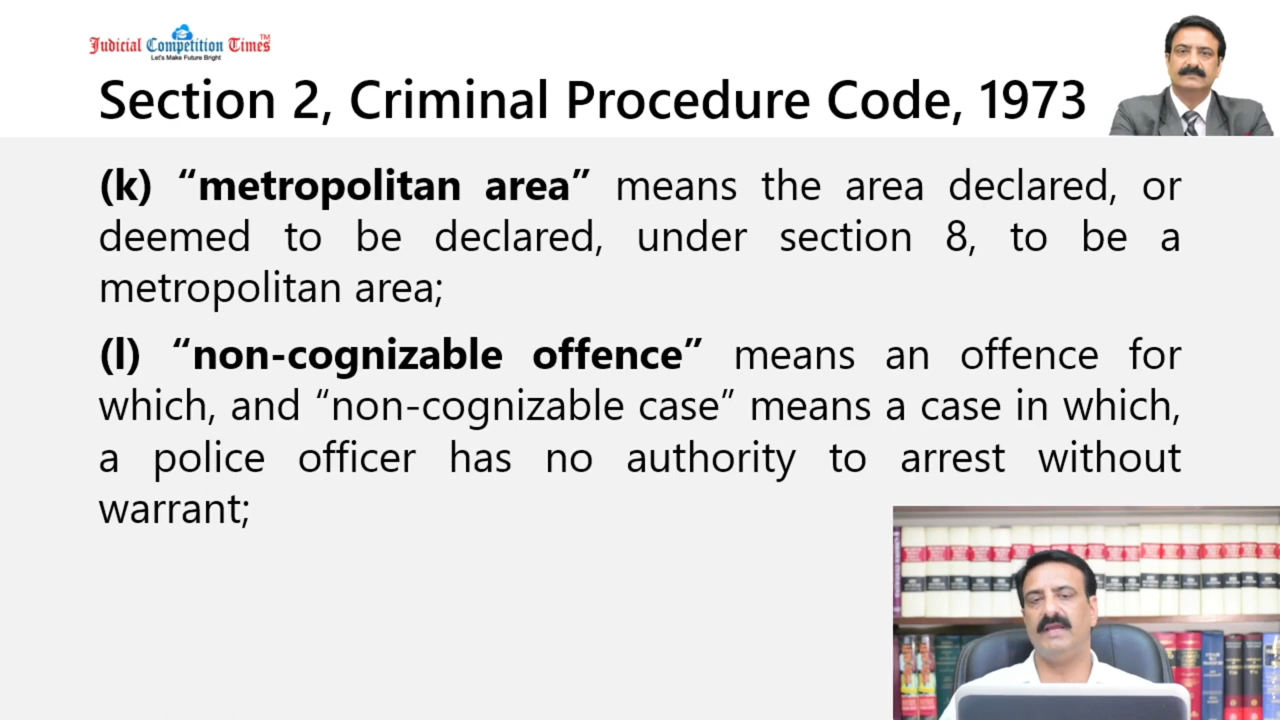 Judicial Competition Times™
Let's Make Future Bright
Section 2, Criminal Procedure Code, 1973
(k) “metropolitan area” means the area declared, or
deemed to be declared, under section 8, to be a
metropolitan area;
(l) “non-cognizable offence” means an offence for
which, and “non-cognizable case” means a case in which,
a police officer has no authority to arrest without
warrant;